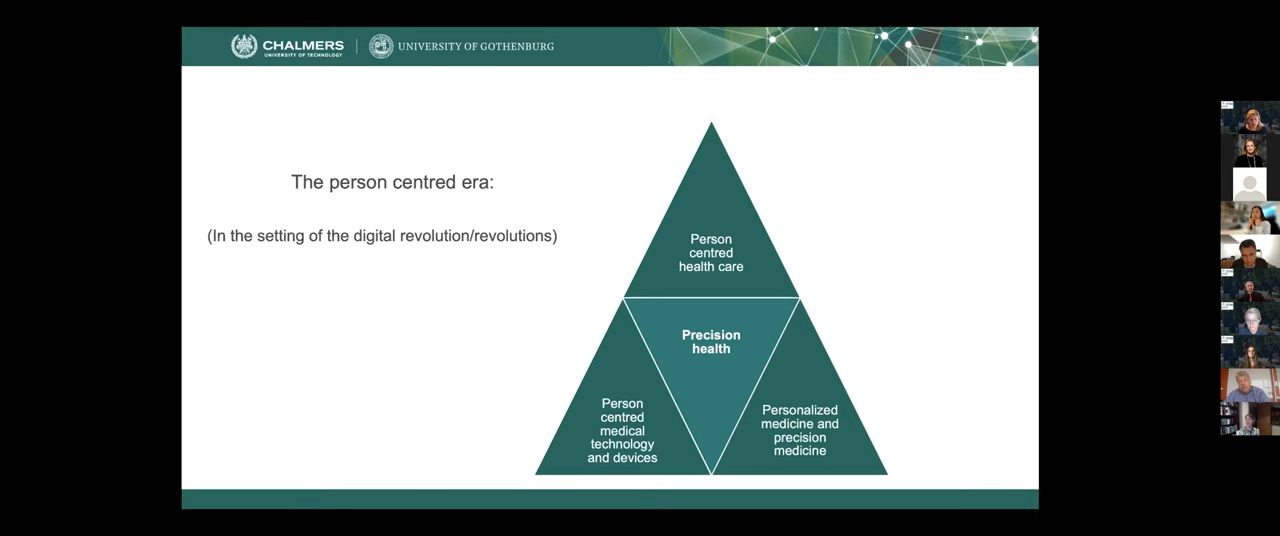 CHALMERS
UNIVERSITY OF TECHNOLOGY
UNIVERSITY OF GOTHENBURG
The person centred era:
(In the setting of the digital revolution/revolutions)
Person
centred
health care
Precision
health
Person
centred
medical
technology
and devices
Personalized
medicine and
precision
medicine